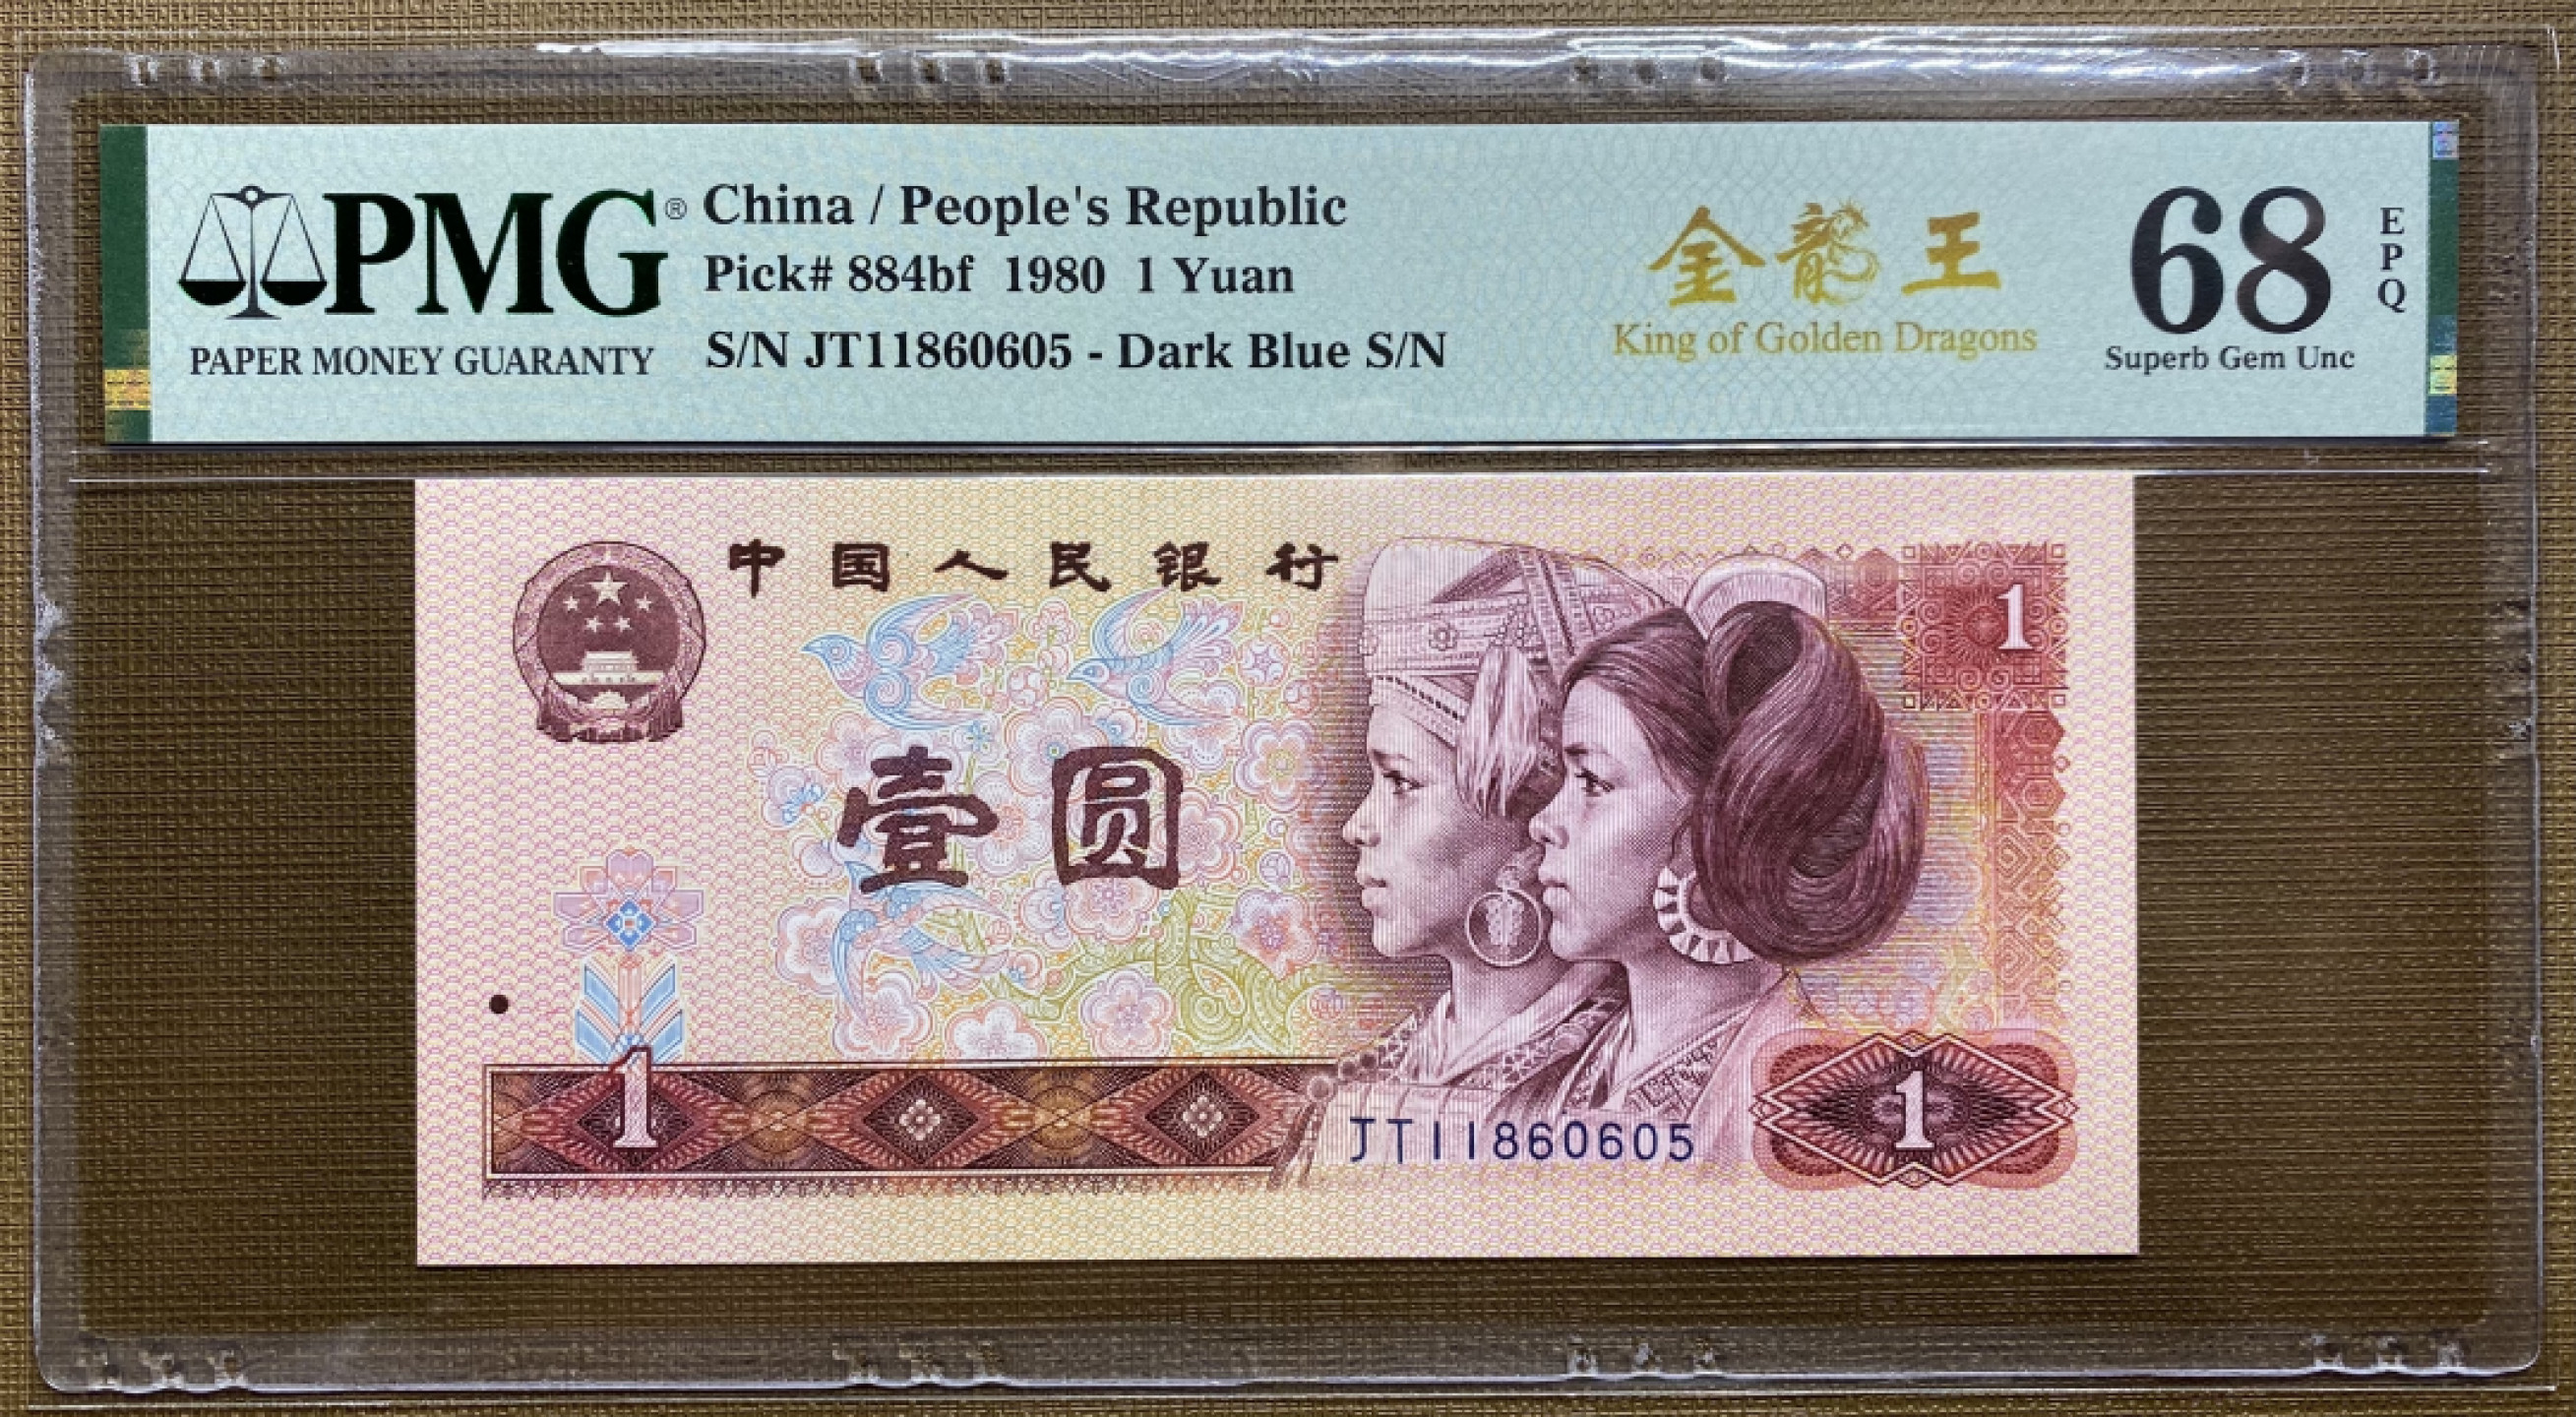 PMG®
PAPER MONEY GUARANTY
China / People's Republic
Pick# 884bf 1980 1 Yuan
S/N JT11860605 - Dark Blue S/N
金龍王
King of Golden Dragons
68
Superb Gem Unc
EPQ
中国人民银行
1
壹圆
1
JT11860605
1